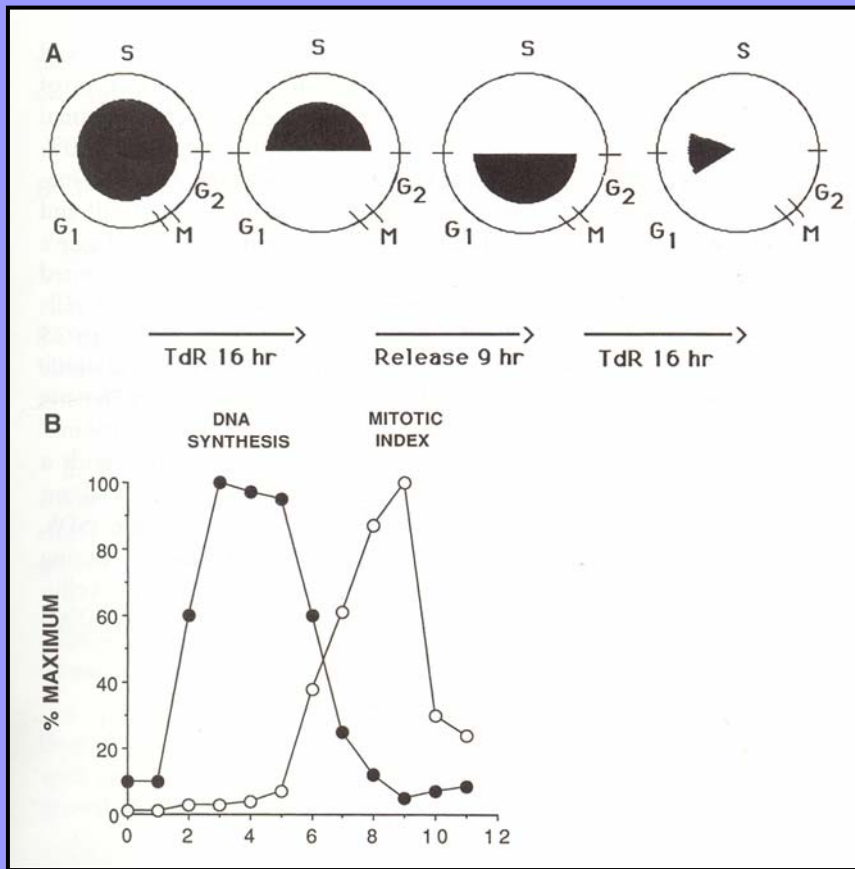 A
S
S
S
S
G2
G2
G2
G2
G1
M
G1
M
G1
M
G1
M
TdR 16 hr
Release 9 hr
TdR 16 hr
B
DNA
SYNTHESIS
MITOTIC
INDEX
% MAXIMUM
100
80
60
40
20
0
0 2 4 6 8 10 12